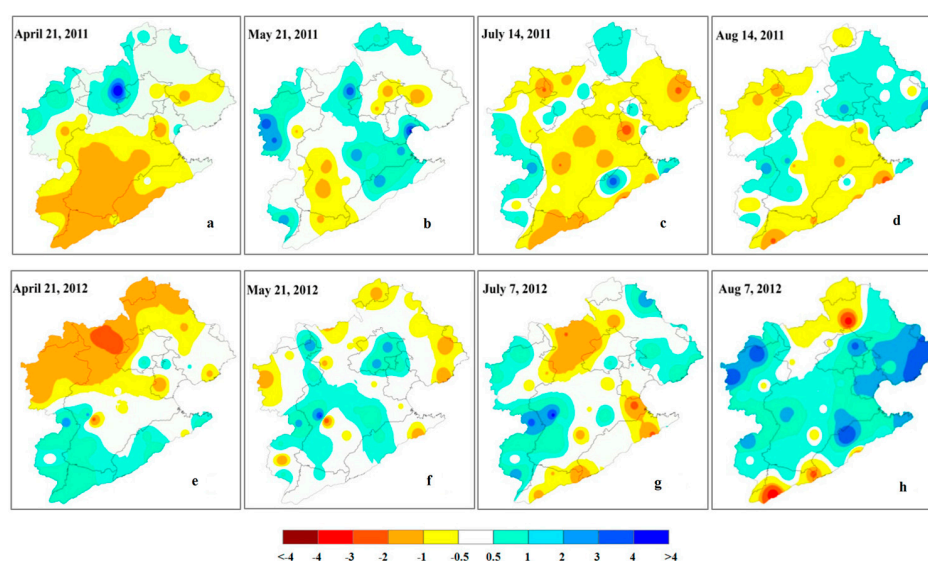 April 21, 2011
May 21, 2011
July 14, 2011
Aug 14, 2011
a
b
c
d
April 21, 2012
May 21, 2012
July 7, 2012
Aug 7, 2012
e
f
g
h
<-4 -4 -3 -2 -1 -0.5 0.5 1 2 3 4 >4